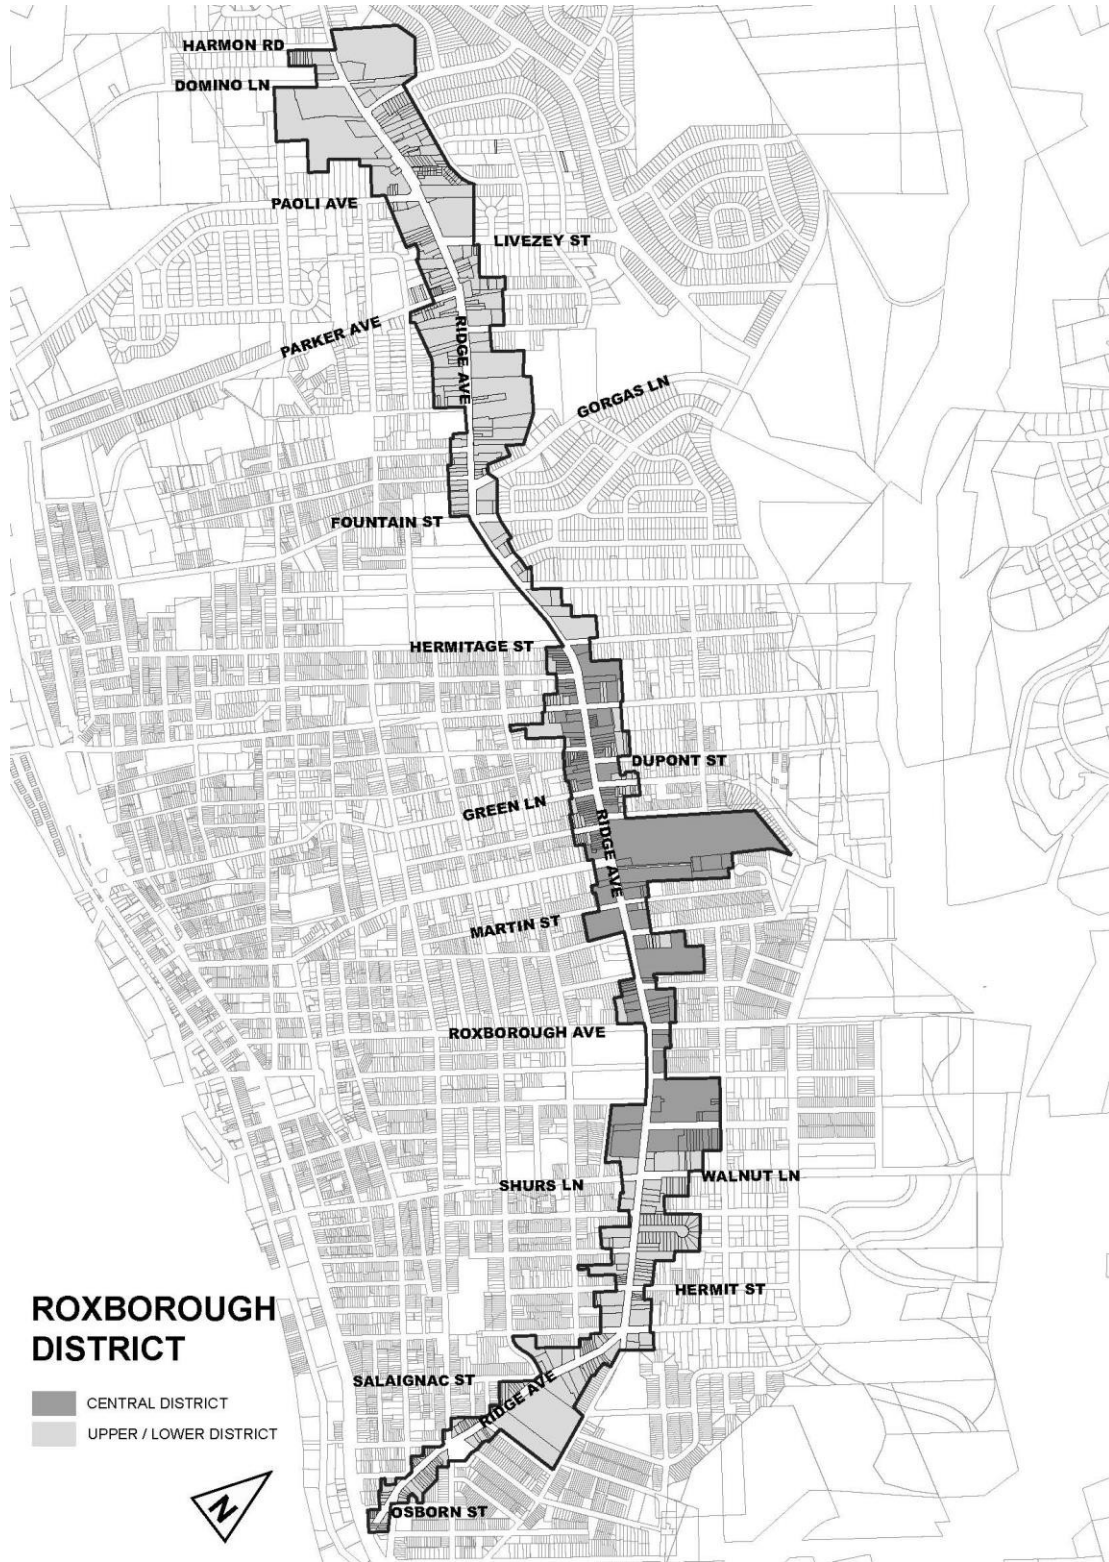 HARMON RD
DOMINO LN
PAOLI AVE
LIVEZEY ST
PARKER AVE
RIDGE AVE
GORGAS LN
FOUNTAIN ST
HERMITAGE ST
DUPONT ST
GREEN LN
RIDGE AVE
MARTIN ST
ROXBOROUGH AVE
SHURS LN
WALNUT LN
HERMIT ST
ROXBOROUGH
DISTRICT
SALAIGNAC ST
RIDGE AVE
CENTRAL DISTRICT
UPPER / LOWER DISTRICT
N
OSBORN ST